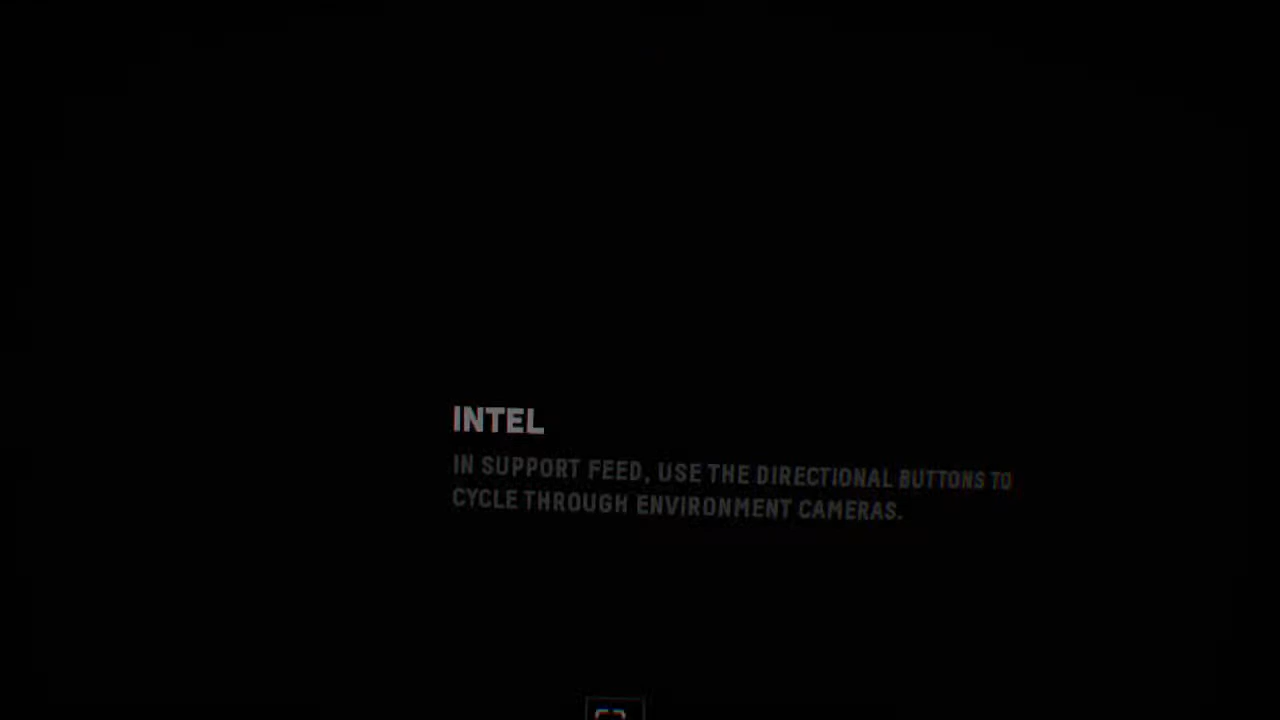 INTEL
IN SUPPORT FEED, USE THE DIRECTIONAL BUTTONS TO
CYCLE THROUGH ENVIRONMENT CAMERAS.